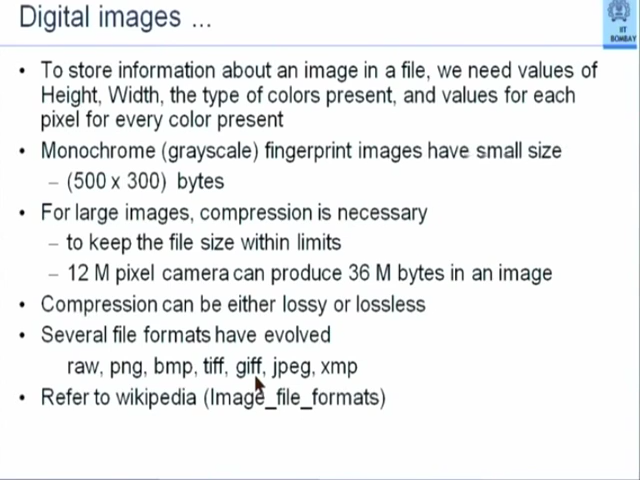 Digital images ...
IIT
BOMBAY
• To store information about an image in a file, we need values of
Height, Width, the type of colors present, and values for each
pixel for every color present
• Monochrome (grayscale) fingerprint images have small size
– (500 x 300) bytes
• For large images, compression is necessary
– to keep the file size within limits
– 12 M pixel camera can produce 36 M bytes in an image
• Compression can be either lossy or lossless
• Several file formats have evolved
raw, png, bmp, tiff, giff, jpeg, xmp
• Refer to wikipedia (Image_file_formats)